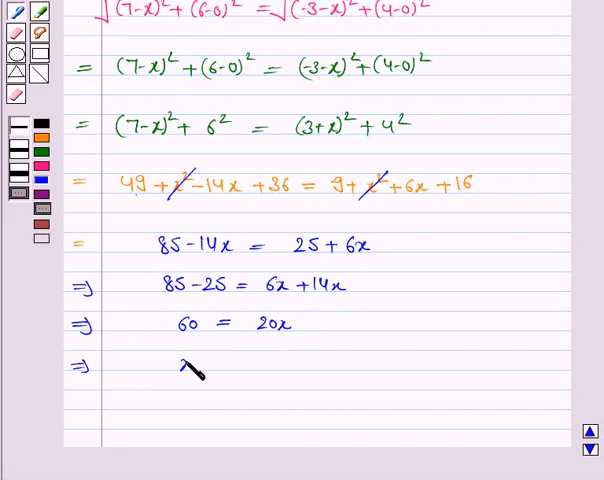 √(7-x)²+(6-0)² = √(-3-x)²+(4-0)²
= (7-x)²+(6-0)² = (-3-x)²+(4-0)²
= (7-x)²+ 6² = (3+x)²+4²
= 49+x²-14x+36 = 9+x²+6x+16
= 85-14x = 25+6x
⇒ 85-25 = 6x+14x
⇒ 60 = 20x
⇒